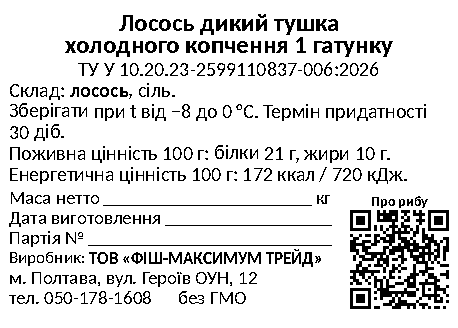 Лосось дикий тушка
холодного копчення 1 гатунку
ТУ У 10.20.23-2599110837-006:2026
Склад: лосось, сіль.
Зберігати при t від −8 до 0 °С. Термін придатності
30 діб.
Поживна цінність 100 г: білки 21 г, жири 10 г.
Енергетична цінність 100 г: 172 ккал / 720 кДж.
Маса нетто ____________________ кг
Дата виготовлення ________________
Партія № ________________________
Про рибу
Виробник: ТОВ «ФІШ-МАКСИМУМ ТРЕЙД»
м. Полтава, вул. Героїв ОУН, 12
тел. 050-178-1608 без ГМО